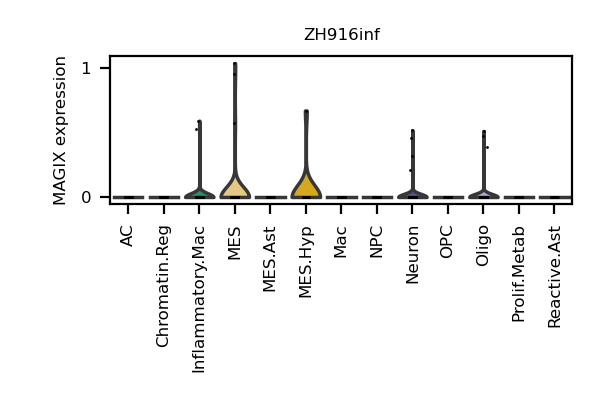 ZH916inf
MAGIX expression
1
0
AC
Chromatin.Reg
Inflammatory.Mac
MES
MES.Ast
MES.Hyp
Mac
NPC
Neuron
OPC
Oligo
Prolif.Metab
Reactive.Ast